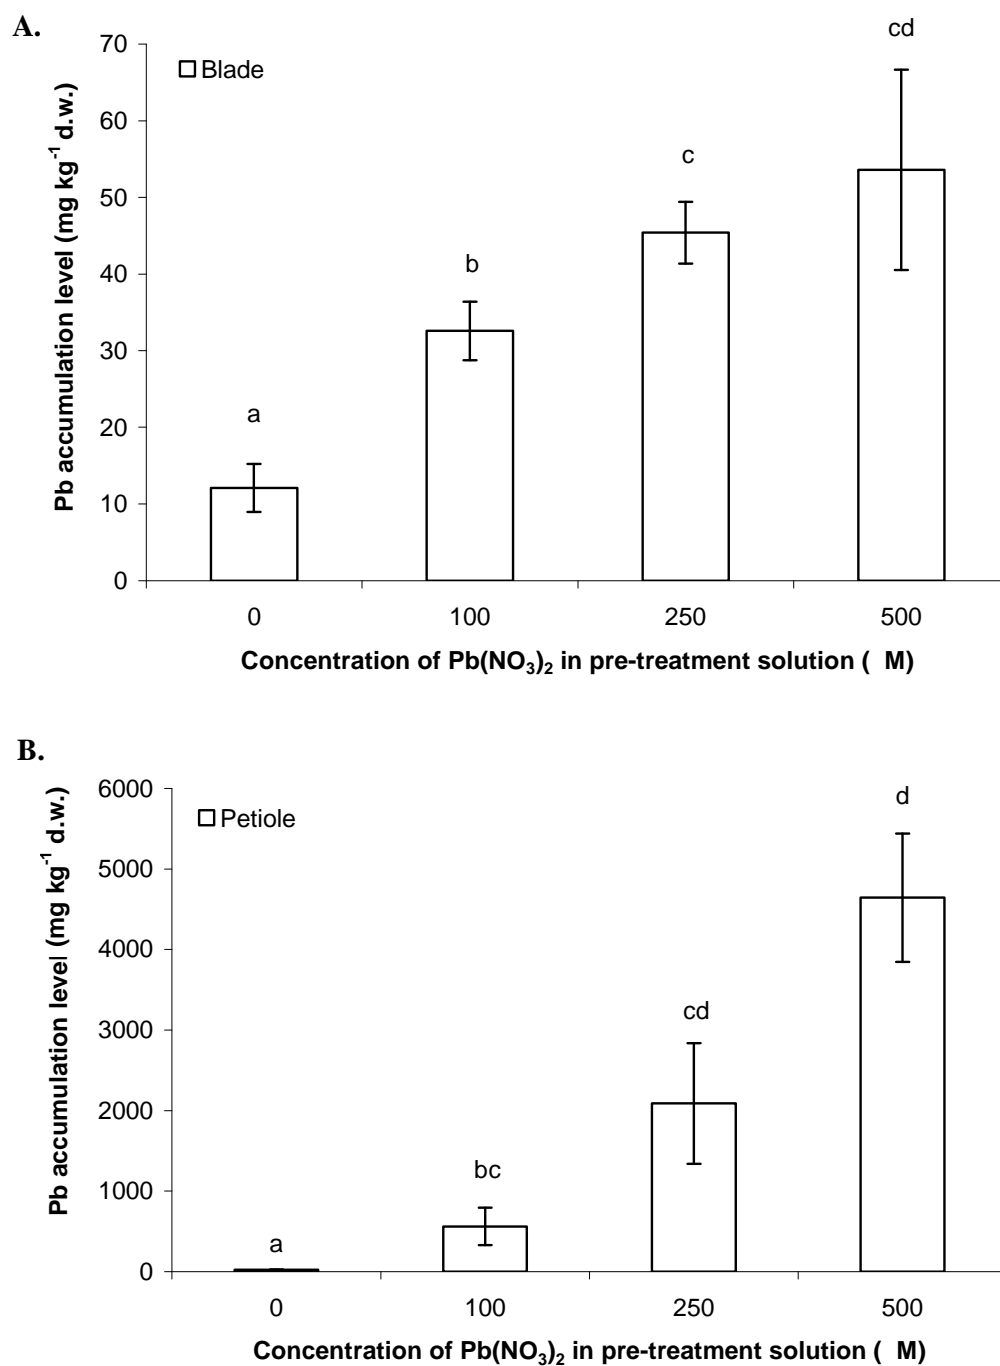 A.
cd
70
Blade
60
c
50
b
40
30
a
20
10
0
Pb accumulation level (mg kg⁻¹ d.w.)
0 100 250 500
Concentration of Pb(NO₃)₂ in pre-treatment solution ( M)
B.
6000
Petiole
d
5000
4000
cd
3000
2000
bc
1000
a
0
Pb accumulation level (mg kg⁻¹ d.w.)
0 100 250 500
Concentration of Pb(NO₃)₂ in pre-treatment solution ( M)